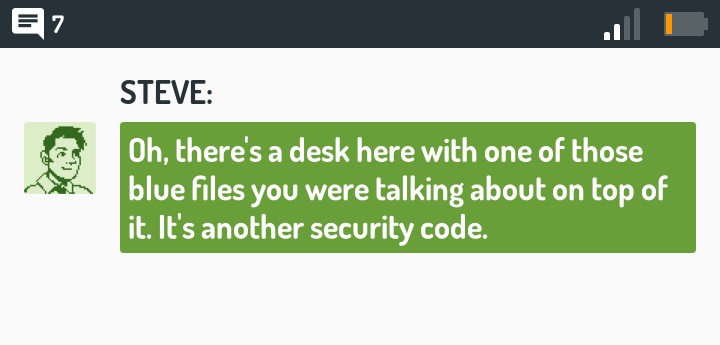 7
STEVE:
Oh, there's a desk here with one of those
blue files you were talking about on top of
it. It's another security code.